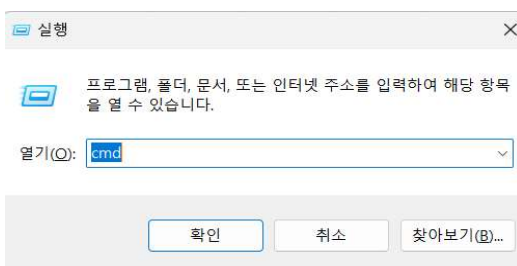 실행
프로그램, 폴더, 문서, 또는 인터넷 주소를 입력하여 해당 항목
을 열 수 있습니다.
열기(O): cmd
확인 취소 찾아보기(B)...